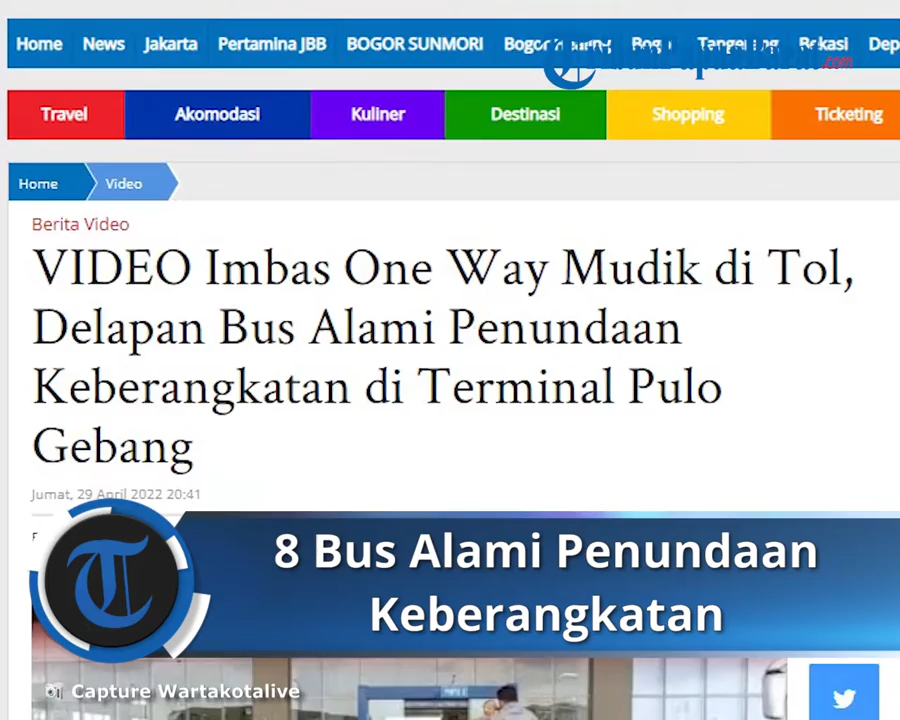 Home News Jakarta Pertamina JBB BOGOR SUNMORI Bekasi
.com
Travel Akomodasi Kuliner Destinasi Shopping Ticketing
Home Video
Berita Video
VIDEO Imbas One Way Mudik di Tol,
Delapan Bus Alami Penundaan
Keberangkatan di Terminal Pulo
Gebang
Jumat, 29 April 2022 20:41
8 Bus Alami Penundaan
Keberangkatan
Capture Wartakotalive